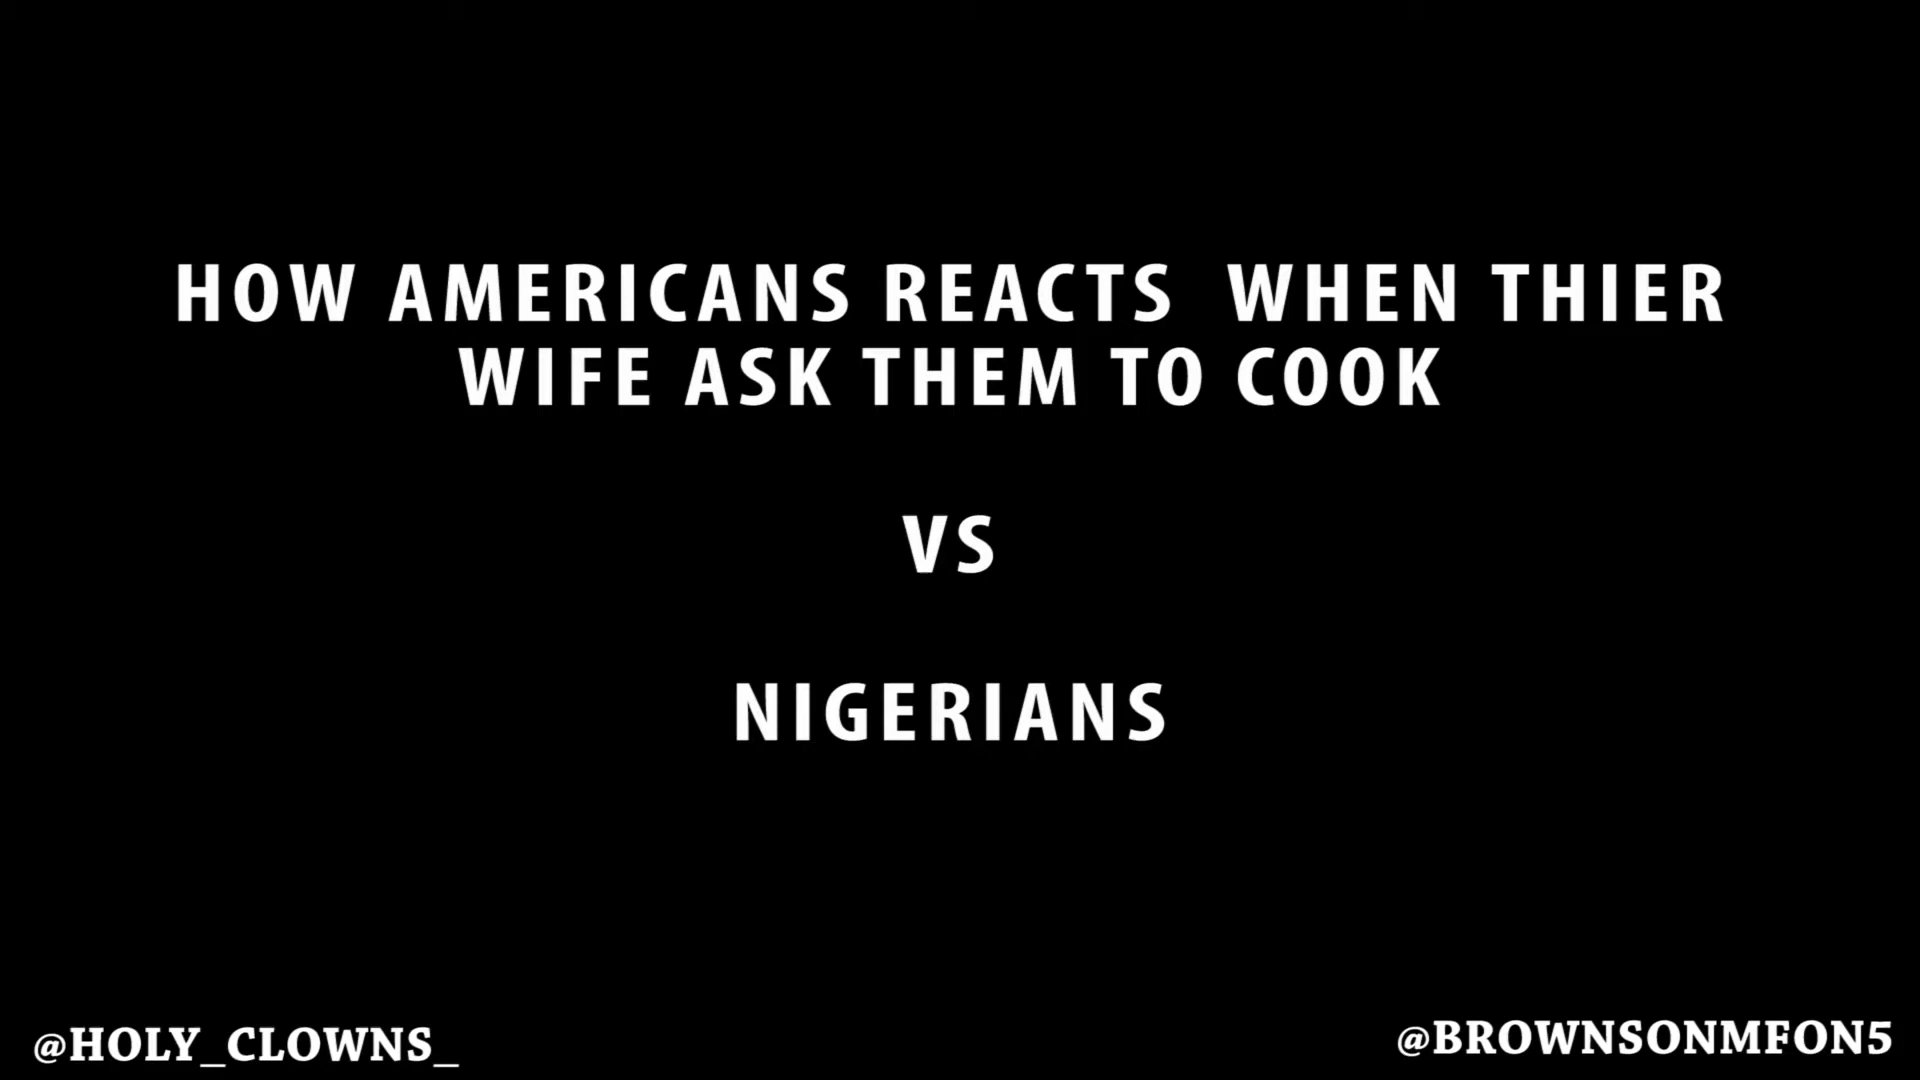 HOW AMERICANS REACTS  WHEN THIER
WIFE ASK THEM TO COOK
VS
NIGERIANS
@HOLY_CLOWNS_
@BROWNSONMFON5